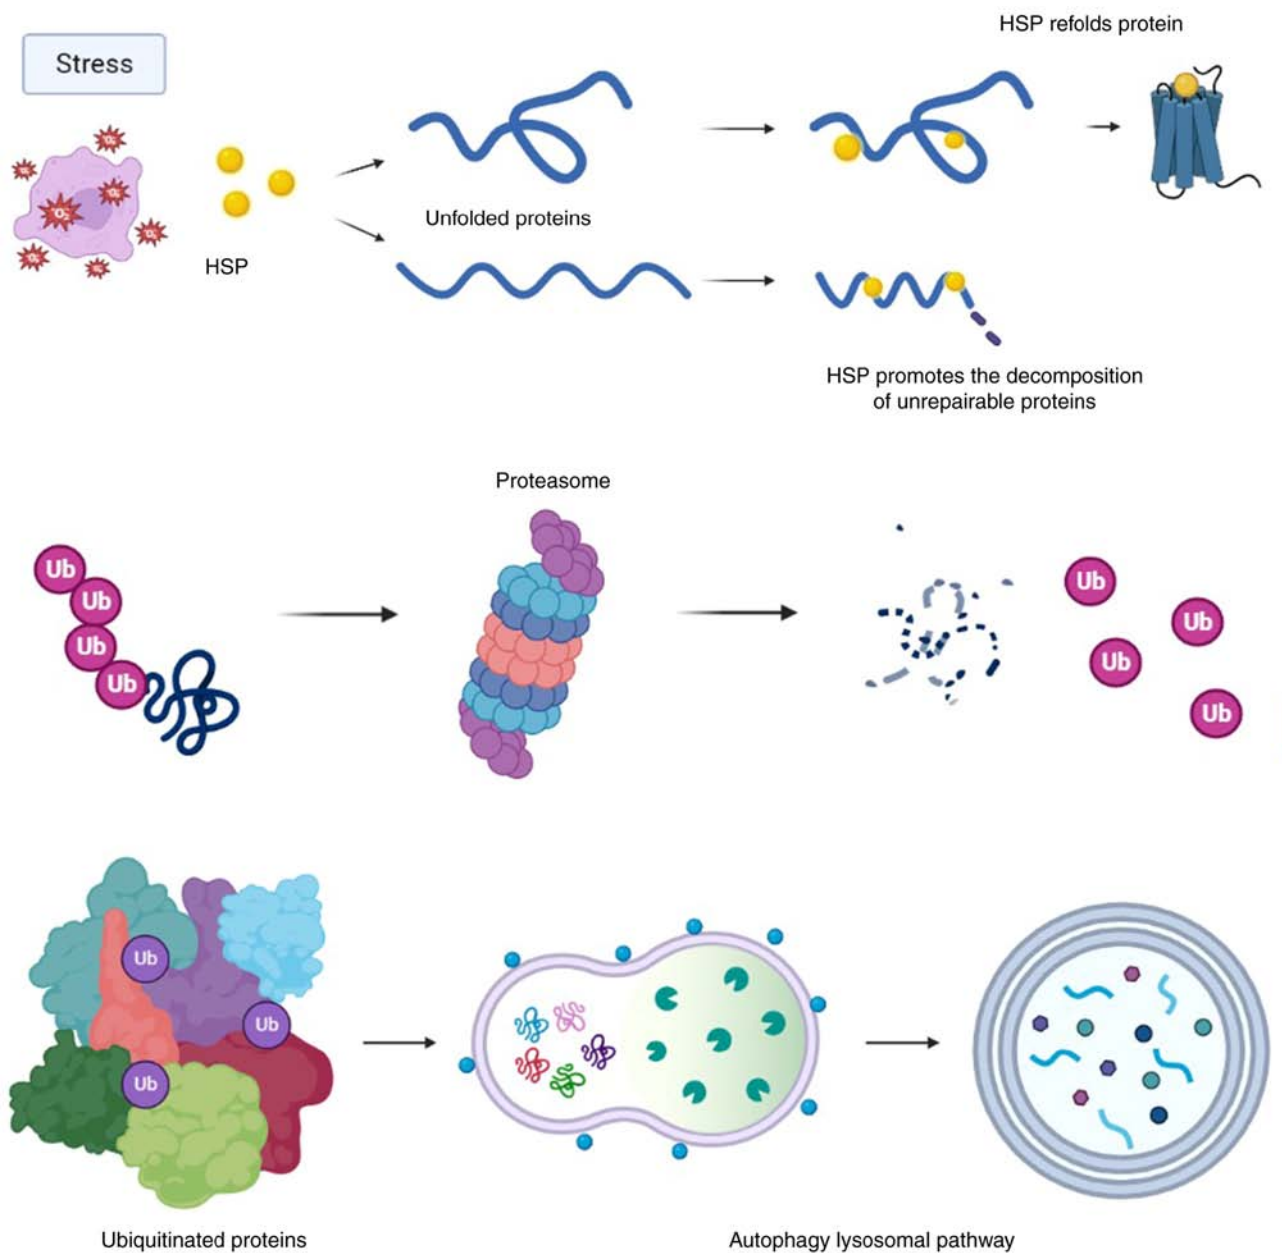 HSP refolds protein
Stress
Unfolded proteins
HSP
HSP promotes the decomposition
of unrepairable proteins
Proteasome
Ub
Ub
Ub
Ub
Ub
Ub
Ub
Ub
Ub
Ub
Ub
Ubiquitinated proteins
Autophagy lysosomal pathway